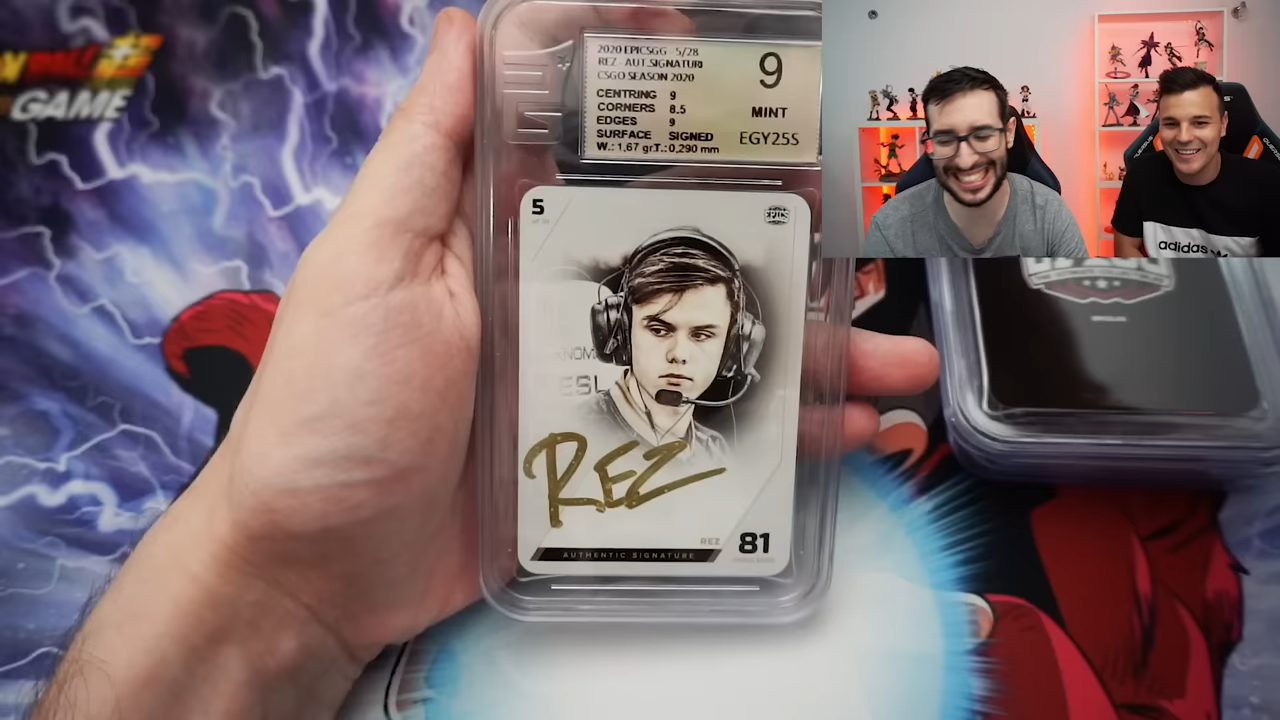 GAME
2020 EPICSGG - 5/28
REZ - AUT.SIGNATURE
CSGO SEASON 2020
CENTRING 9
CORNERS 8.5
EDGES 9
SURFACE SIGNED
W.: 1,67 gr T.: 0,290 mm
9
MINT
EGY25S
5
EPICS
ESL
REZ
REZ
81
AUTHENTIC SIGNATURE
adidas